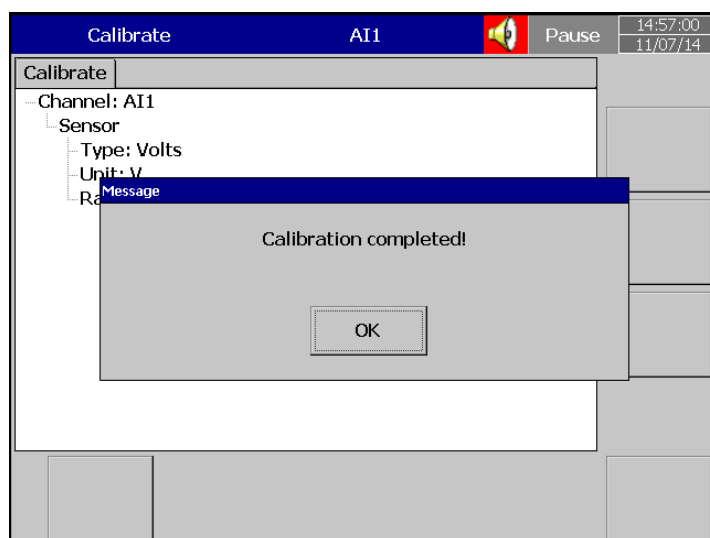 Calibrate AI1 Pause 14:57:00
11/07/14
Calibrate
Channel: AI1
Sensor
Type: Volts
Unit: V
Message
Calibration completed!
OK